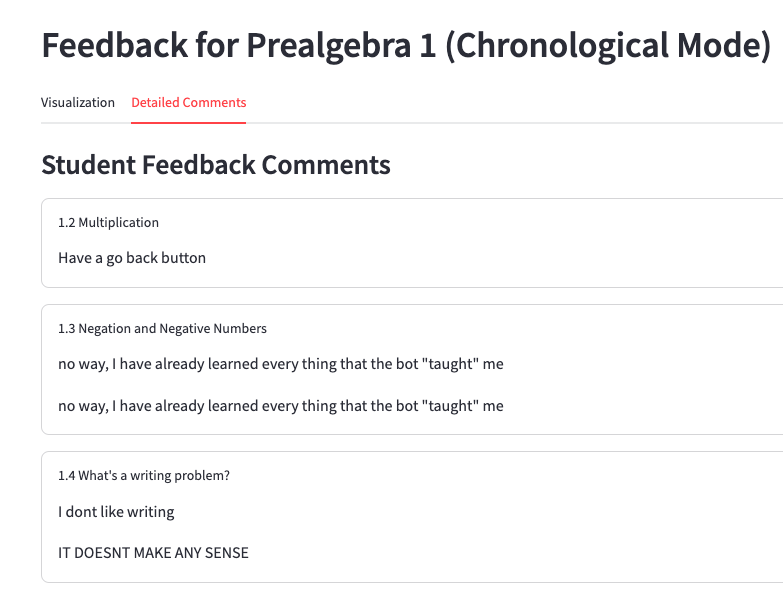 Feedback for Prealgebra 1 (Chronological Mode)
Visualization Detailed Comments
Student Feedback Comments
1.2 Multiplication
Have a go back button
1.3 Negation and Negative Numbers
no way, I have already learned every thing that the bot "taught" me
no way, I have already learned every thing that the bot "taught" me
1.4 What's a writing problem?
I dont like writing
IT DOESNT MAKE ANY SENSE